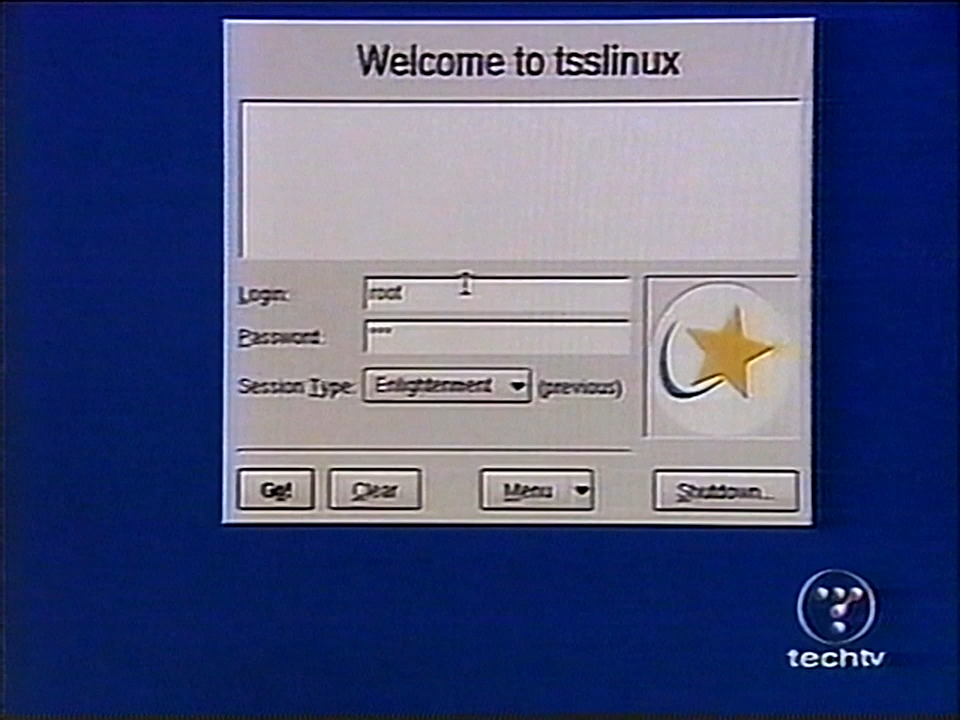 Welcome to tsslinux
Login: root
Password: ***
Session Type: Enlightenment (previous)
Go! Clear Menu Shutdown...
techtv